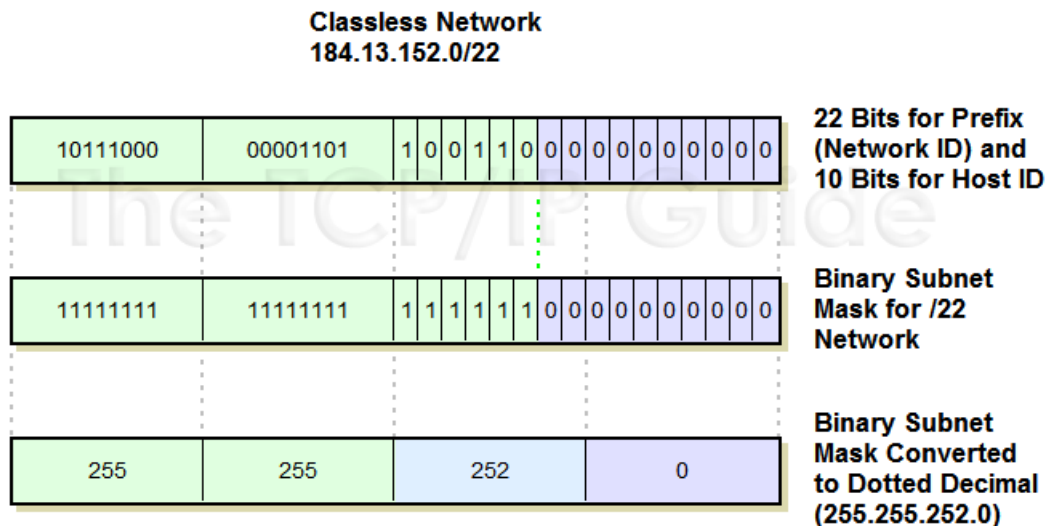 Classless Network
184.13.152.0/22
10111000 00001101 1 0 0 1 1 0 0 0 0 0 0 0 0 0 0 0
22 Bits for Prefix
(Network ID) and
10 Bits for Host ID
The TCP/IP Guide
11111111 11111111 1 1 1 1 1 1 0 0 0 0 0 0 0 0 0 0
Binary Subnet
Mask for /22
Network
255 255 252 0
Binary Subnet
Mask Converted
to Dotted Decimal
(255.255.252.0)